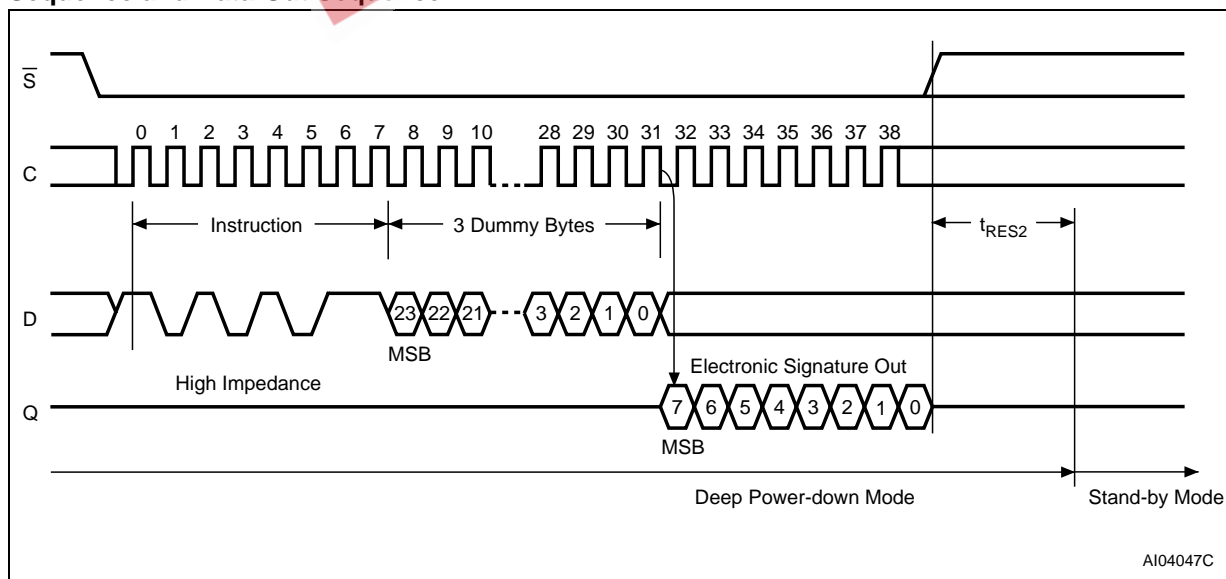 S
0 1 2 3 4 5 6 7 8 9 10 28 29 30 31 32 33 34 35 36 37 38
C
Instruction 3 Dummy Bytes tRES2
D 23 22 21 3 2 1 0
MSB
High Impedance Electronic Signature Out
Q 7 6 5 4 3 2 1 0
MSB
Deep Power-down Mode Stand-by Mode
AI04047C